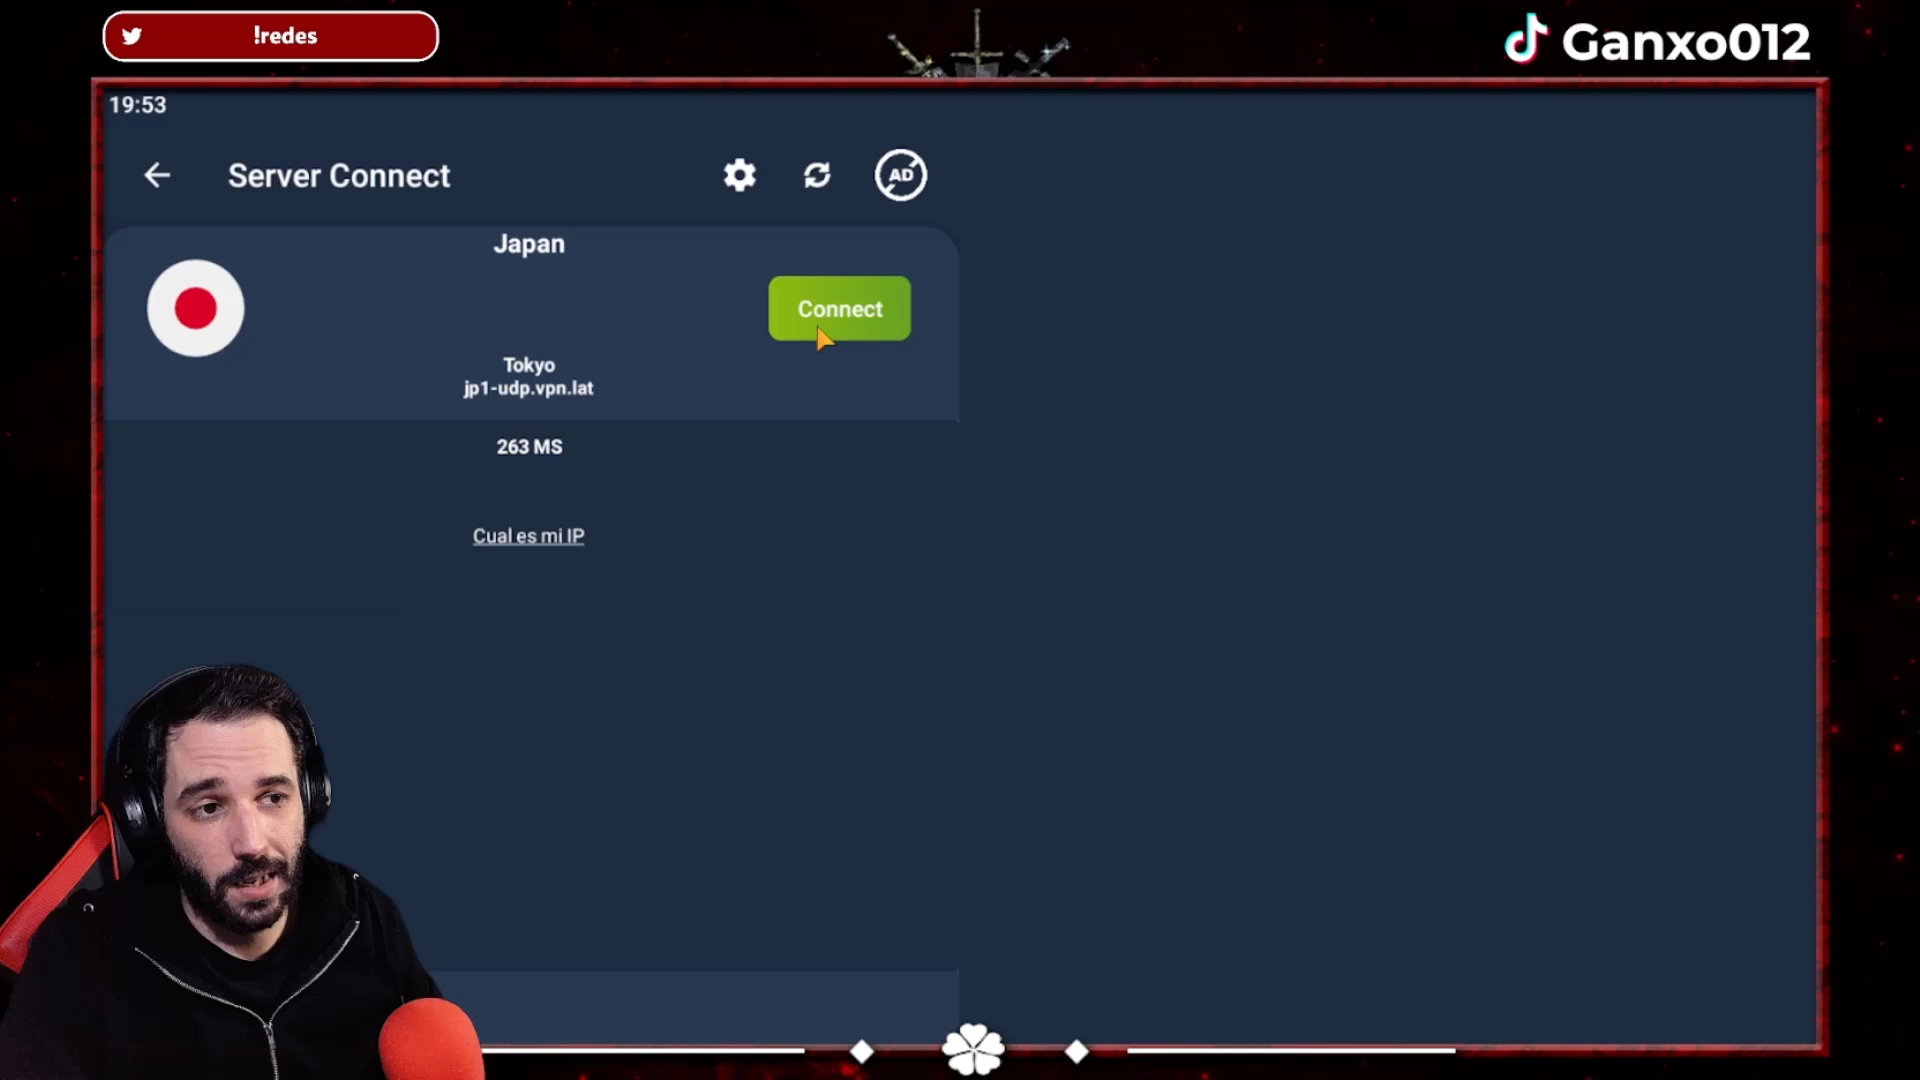 !redes
Ganxo012
19:53
Server Connect
AD
Japan
Connect
Tokyo
jp1-udp.vpn.lat
263 MS
Cual es mi IP